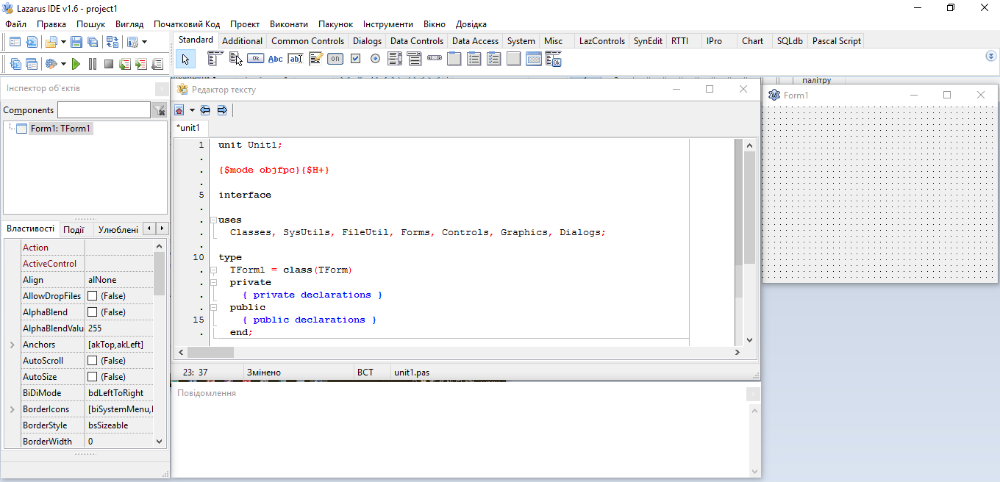 Lazarus IDE v1.6 - project1
Файл Правка Пошук Вигляд Початковий Код Проект Виконати Пакунок Інструменти Вікно Довідка
Standard Additional Common Controls Dialogs Data Controls Data Access System Misc LazControls SynEdit RTTI IPro Chart SQLdb Pascal Script
Ok Abc abI on Ok
палітру
Інспектор об'єктів
Components
Form1: TForm1
Властивості Події Улюблені
Action
ActiveControl
Align alNone
AllowDropFiles (False)
AlphaBlend (False)
AlphaBlendValu 255
Anchors [akTop,akLeft]
AutoScroll (False)
AutoSize (False)
BiDiMode bdLeftToRight
BorderIcons [biSystemMenu,
BorderStyle bsSizeable
BorderWidth 0
Редактор тексту
*unit1
1 unit Unit1;
.
. {$mode objfpc}{$H+}
.
5 interface
.
. uses
. Classes, SysUtils, FileUtil, Forms, Controls, Graphics, Dialogs;
.
10 type
. TForm1 = class(TForm)
. private
. { private declarations }
. public
15 { public declarations }
. end;
23: 37 Змінено ВСТ unit1.pas
Повідомлення
Form1